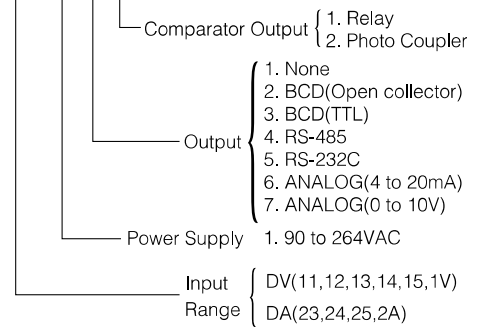 Comparator Output
1. Relay
2. Photo Coupler
Output
1. None
2. BCD(Open collector)
3. BCD(TTL)
4. RS-485
5. RS-232C
6. ANALOG(4 to 20mA)
7. ANALOG(0 to 10V)
Power Supply 1. 90 to 264VAC
Input
Range
DV(11,12,13,14,15,1V)
DA(23,24,25,2A)